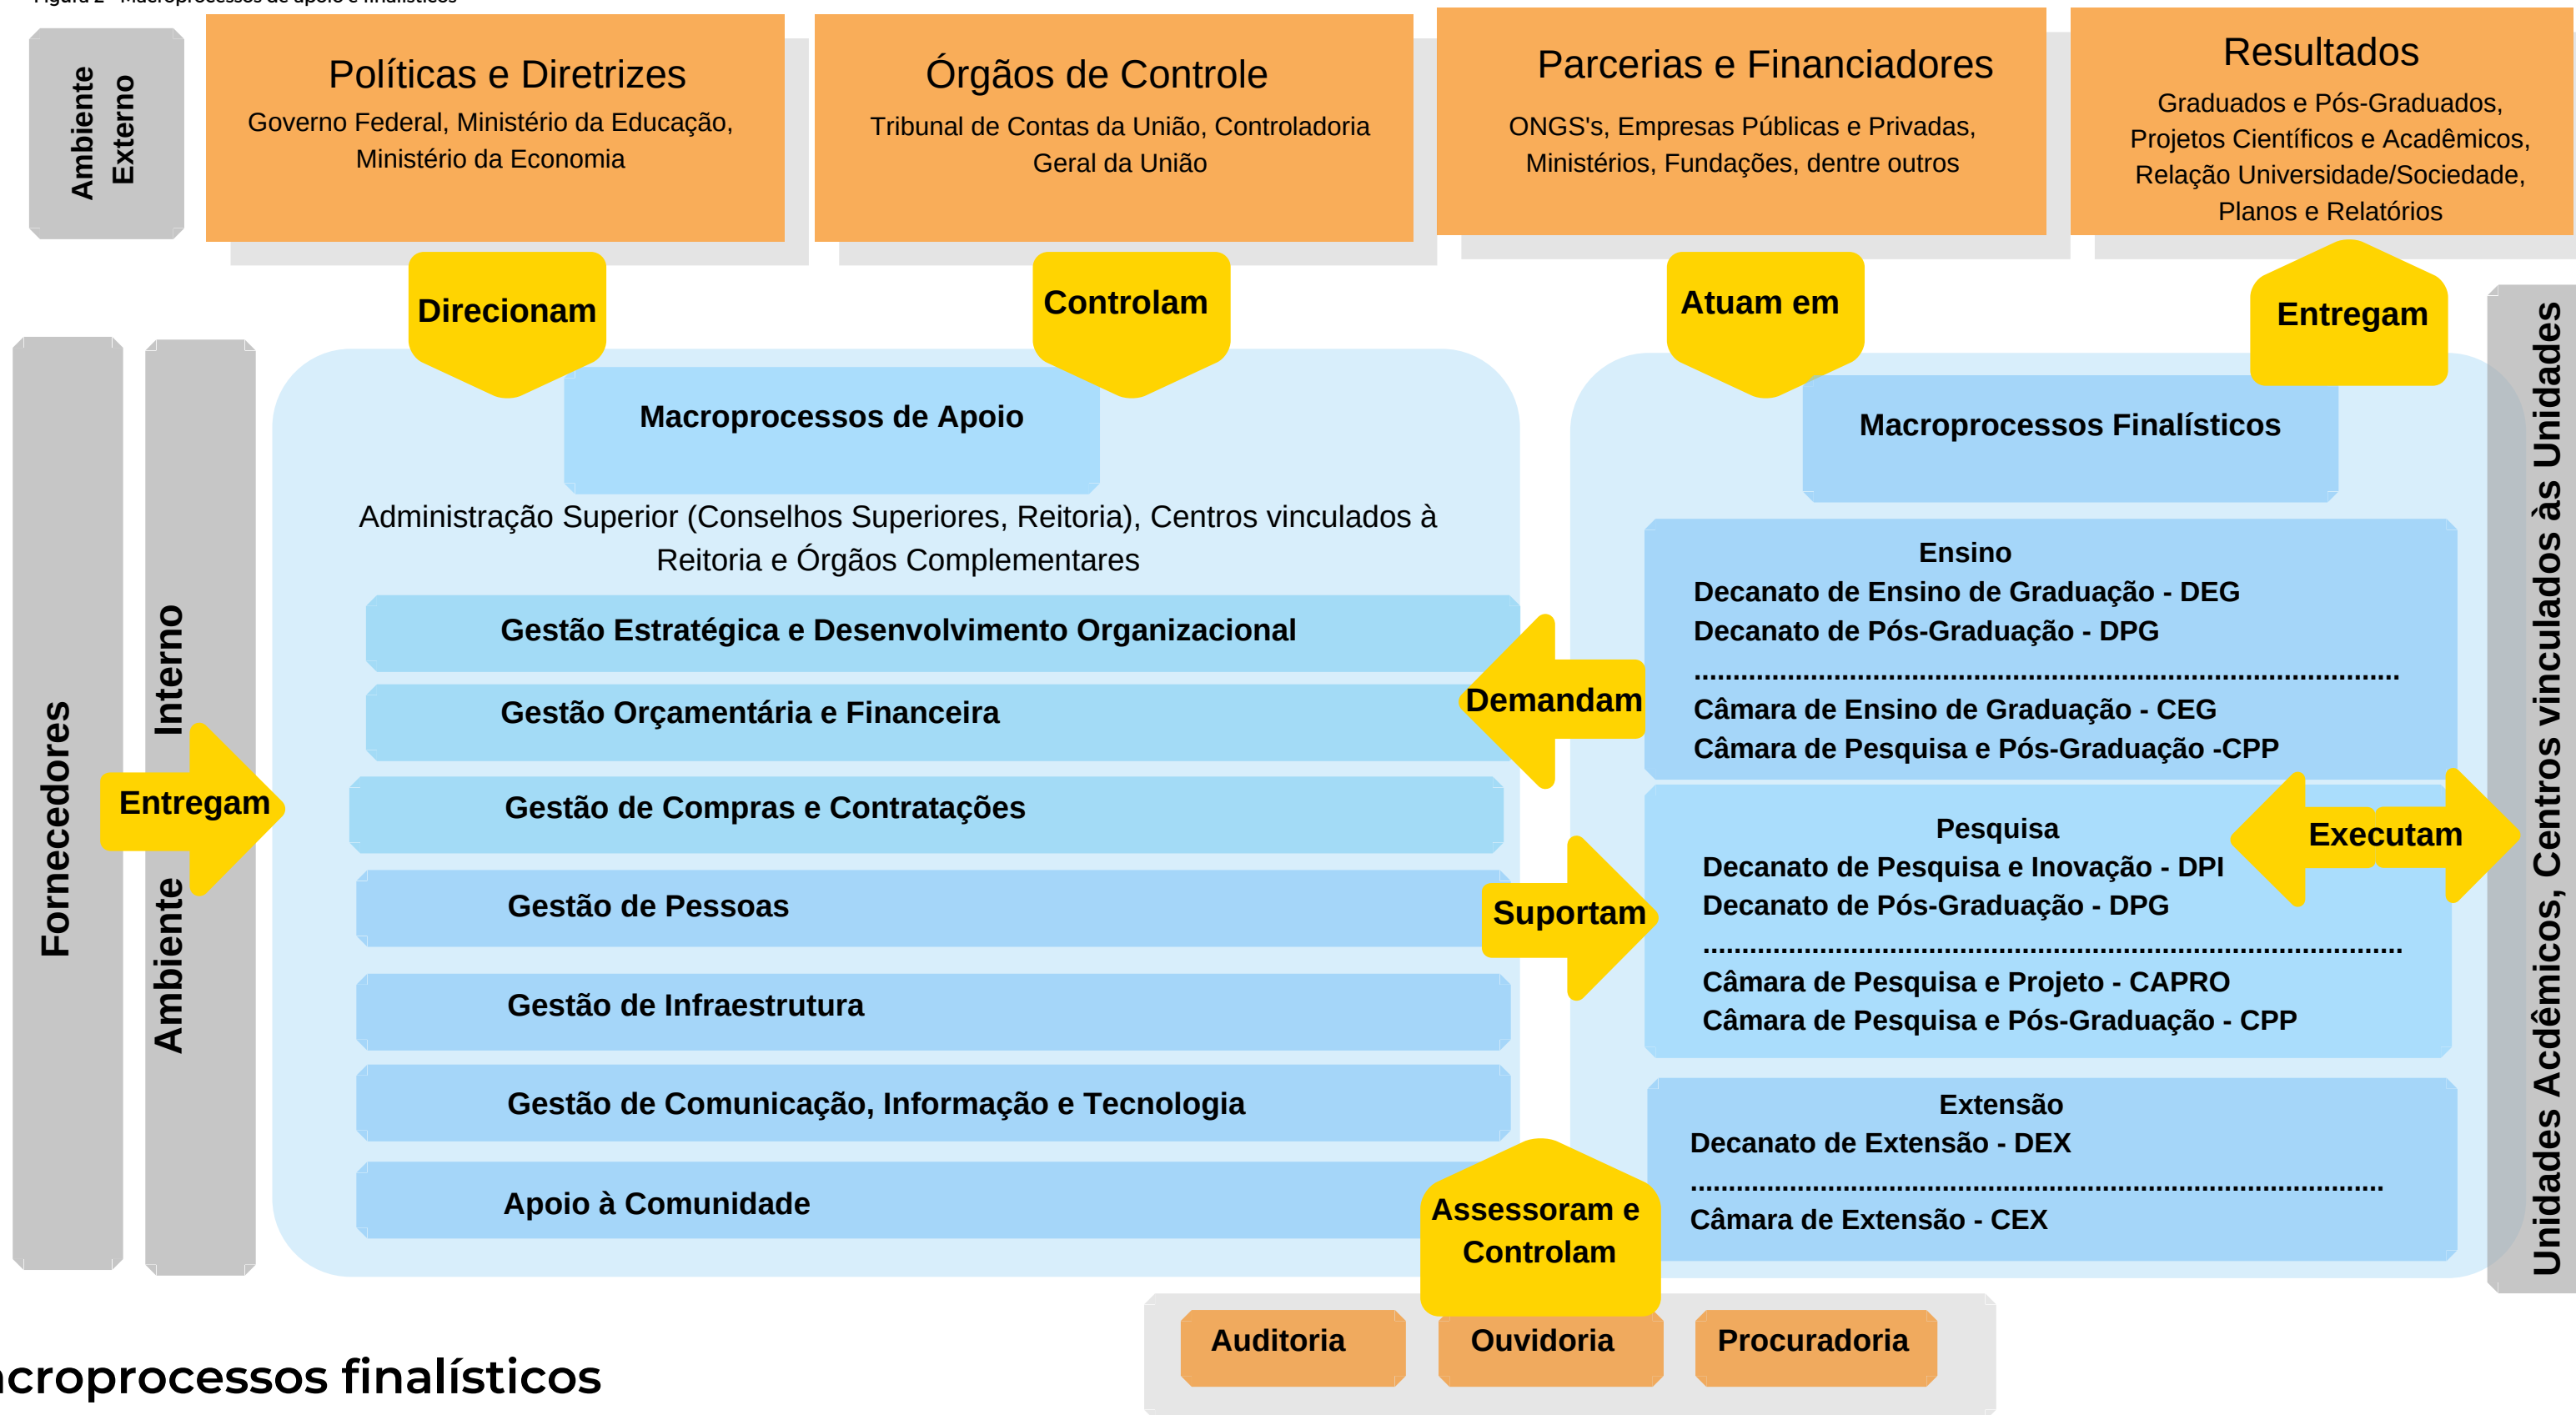 Figura 2 - Macroprocessos de apoio e finalísticos
Ambiente
Externo
Políticas e Diretrizes
Governo Federal, Ministério da Educação,
Ministério da Economia
Órgãos de Controle
Tribunal de Contas da União, Controladoria
Geral da União
Parcerias e Financiadores
ONGS's, Empresas Públicas e Privadas,
Ministérios, Fundações, dentre outros
Resultados
Graduados e Pós-Graduados,
Projetos Científicos e Acadêmicos,
Relação Universidade/Sociedade,
Planos e Relatórios
Direcionam
Controlam
Atuam em
Entregam
Fornecedores
Ambiente Interno
Entregam
Macroprocessos de Apoio
Administração Superior (Conselhos Superiores, Reitoria), Centros vinculados à
Reitoria e Órgãos Complementares
Gestão Estratégica e Desenvolvimento Organizacional
Gestão Orçamentária e Financeira
Gestão de Compras e Contratações
Gestão de Pessoas
Gestão de Infraestrutura
Gestão de Comunicação, Informação e Tecnologia
Apoio à Comunidade
Demandam
Suportam
Macroprocessos Finalísticos
Ensino
Decanato de Ensino de Graduação - DEG
Decanato de Pós-Graduação - DPG
..........................................................................................
Câmara de Ensino de Graduação - CEG
Câmara de Pesquisa e Pós-Graduação -CPP
Pesquisa
Decanato de Pesquisa e Inovação - DPI
Decanato de Pós-Graduação - DPG
..........................................................................................
Câmara de Pesquisa e Projeto - CAPRO
Câmara de Pesquisa e Pós-Graduação - CPP
Executam
Extensão
Decanato de Extensão - DEX
..........................................................................................
Câmara de Extensão - CEX
Unidades Acdêmicos, Centros vinculados às Unidades
Assessoram e
Controlam
Auditoria
Ouvidoria
Procuradoria
croprocessos finalísticos